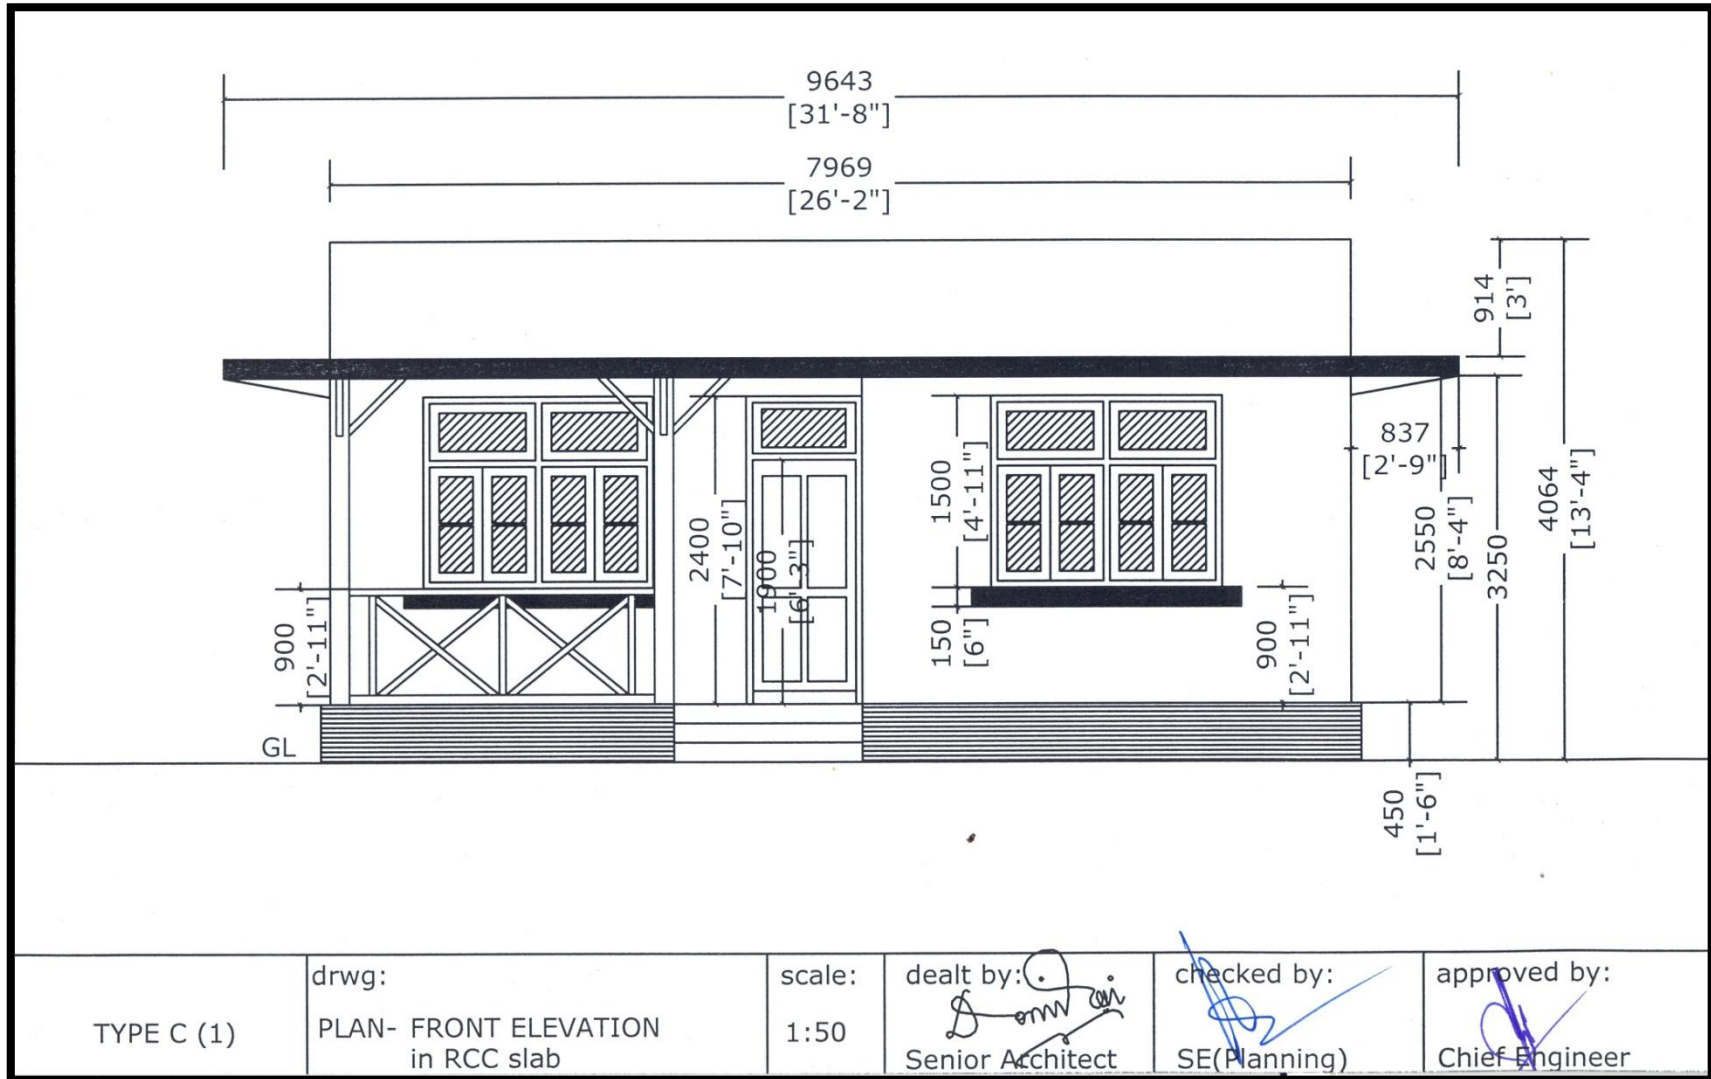 9643
[31'-8"]
7969
[26'-2"]
914
[3']
837
[2'-9"]
1500
[4'-11"]
2400
[7'-10"]
1900
[6'-3"]
2550
[8'-4"]
3250
4064
[13'-4"]
900
[2'-11"]
150
[6"]
900
[2'-11"]
GL
450
[1'-6"]
TYPE C (1)
drwg:
PLAN- FRONT ELEVATION
in RCC slab
scale:
1:50
dealt by:
Senior Architect
checked by:
SE(Planning)
approved by:
Chief Engineer